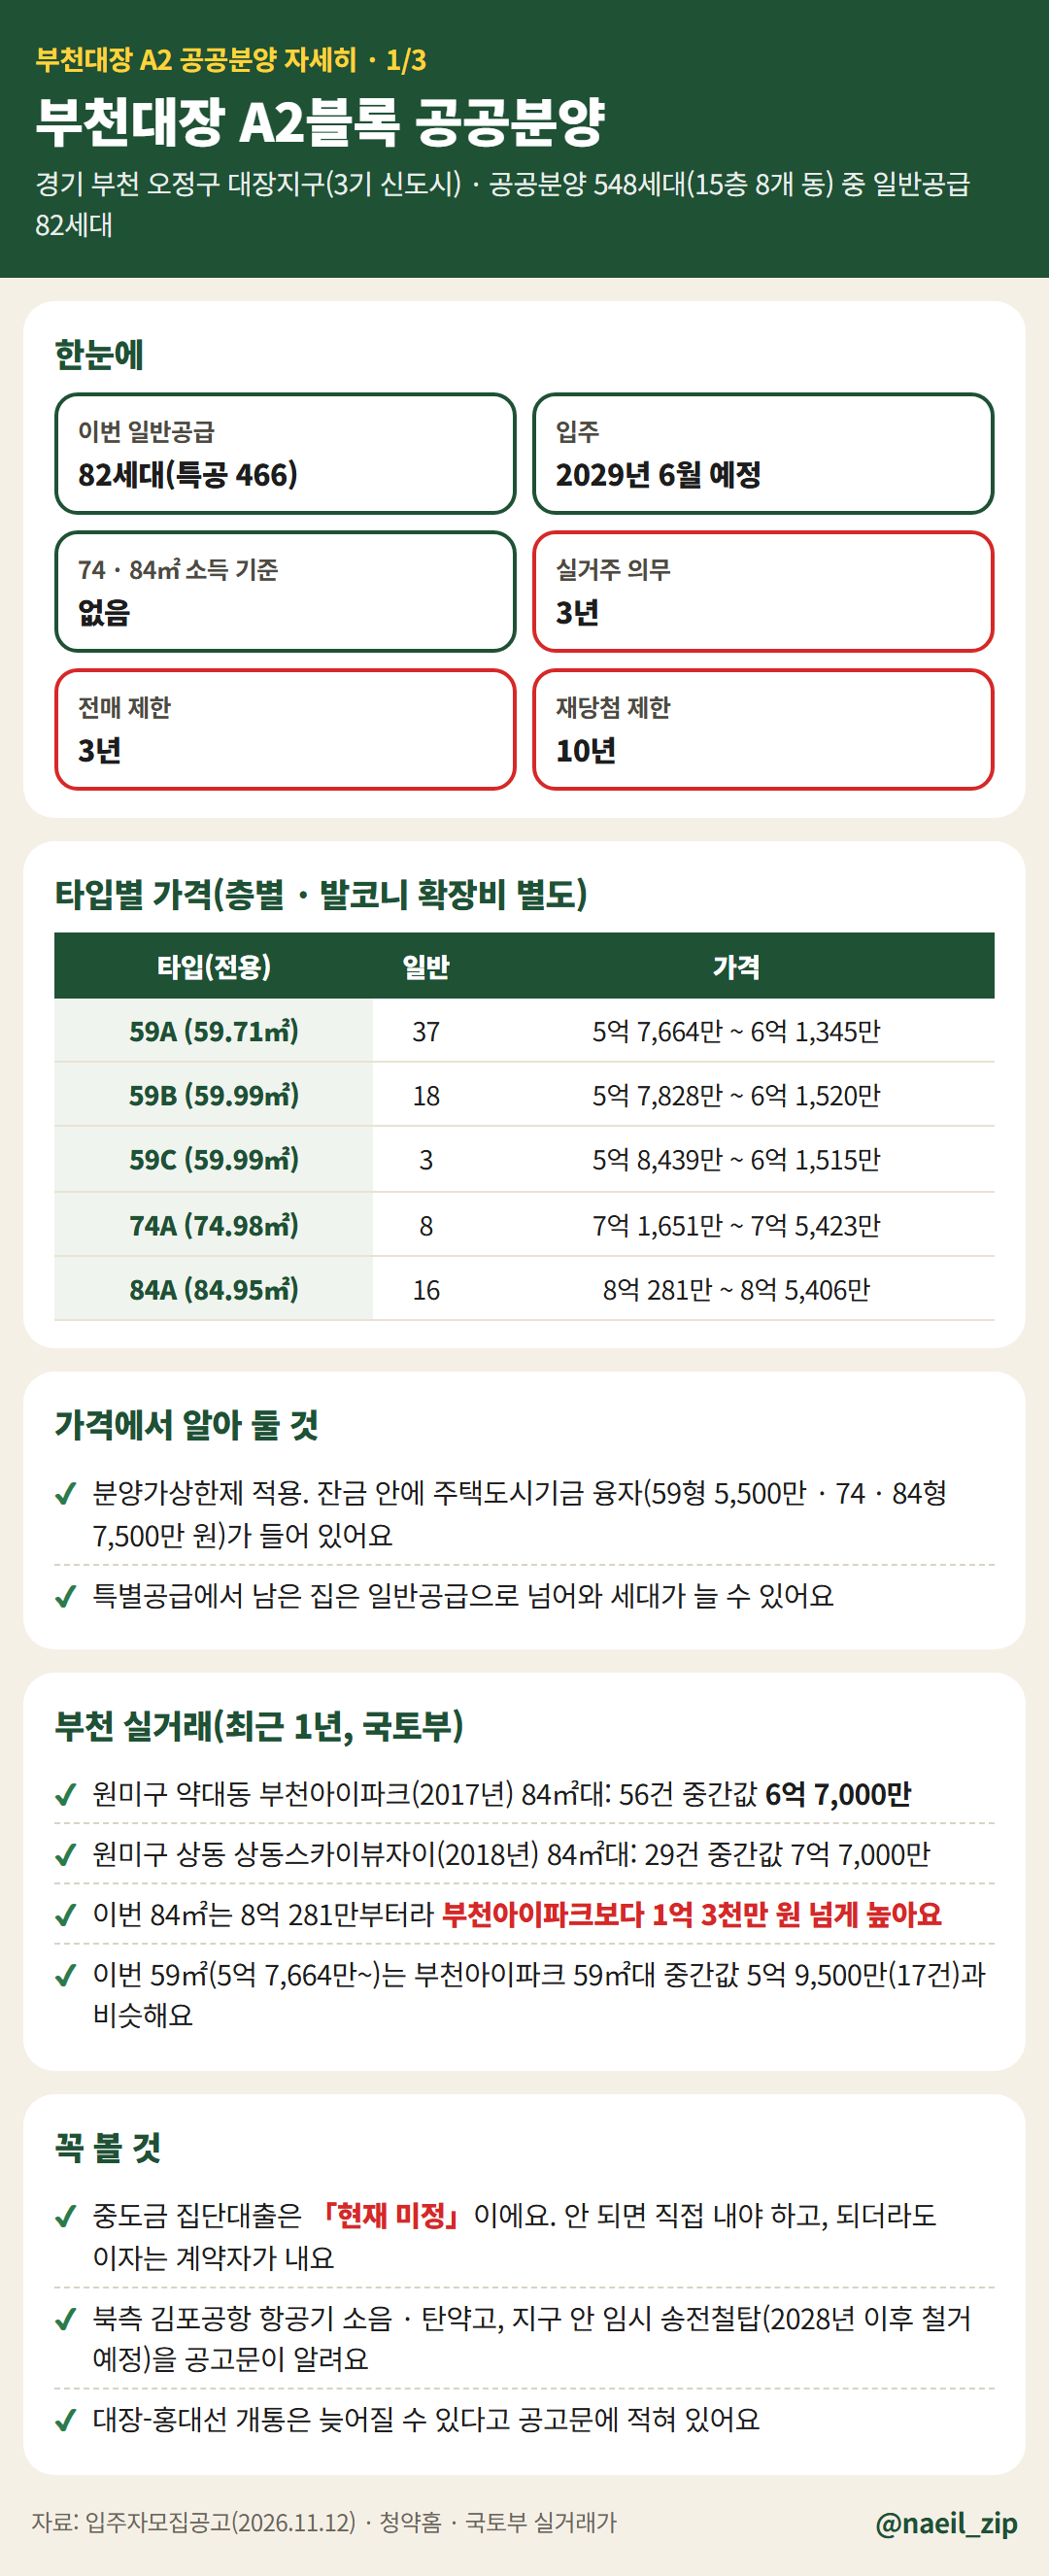 부천대장 A2 공공분양 자세히 · 1/3
부천대장 A2블록 공공분양
경기 부천 오정구 대장지구(3기 신도시) · 공공분양 548세대(15층 8개 동) 중 일반공급
82세대
한눈에
이번 일반공급
82세대(특공 466)
입주
2029년 6월 예정
74 · 84㎡ 소득 기준
없음
실거주 의무
3년
전매 제한
3년
재당첨 제한
10년
타입별 가격(층별 · 발코니 확장비 별도)
타입(전용) 일반 가격
59A (59.71㎡) 37 5억 7,664만 ~ 6억 1,345만
59B (59.99㎡) 18 5억 7,828만 ~ 6억 1,520만
59C (59.99㎡) 3 5억 8,439만 ~ 6억 1,515만
74A (74.98㎡) 8 7억 1,651만 ~ 7억 5,423만
84A (84.95㎡) 16 8억 281만 ~ 8억 5,406만
가격에서 알아 둘 것
✔ 분양가상한제 적용. 잔금 안에 주택도시기금 융자(59형 5,500만 · 74 · 84형
7,500만 원)가 들어 있어요
✔ 특별공급에서 남은 집은 일반공급으로 넘어와 세대가 늘 수 있어요
부천 실거래(최근 1년, 국토부)
✔ 원미구 약대동 부천아이파크(2017년) 84㎡대: 56건 중간값 6억 7,000만
✔ 원미구 상동 상동스카이뷰자이(2018년) 84㎡대: 29건 중간값 7억 7,000만
✔ 이번 84㎡는 8억 281만부터라 부천아이파크보다 1억 3천만 원 넘게 높아요
✔ 이번 59㎡(5억 7,664만~)는 부천아이파크 59㎡대 중간값 5억 9,500만(17건)과
비슷해요
꼭 볼 것
✔ 중도금 집단대출은 「현재 미정」이에요. 안 되면 직접 내야 하고, 되더라도
이자는 계약자가 내요
✔ 북측 김포공항 항공기 소음 · 탄약고, 지구 안 임시 송전철탑(2028년 이후 철거
예정)을 공고문이 알려요
✔ 대장-홍대선 개통은 늦어질 수 있다고 공고문에 적혀 있어요
자료: 입주자모집공고(2026.11.12) · 청약홈 · 국토부 실거래가
@naeil_zip